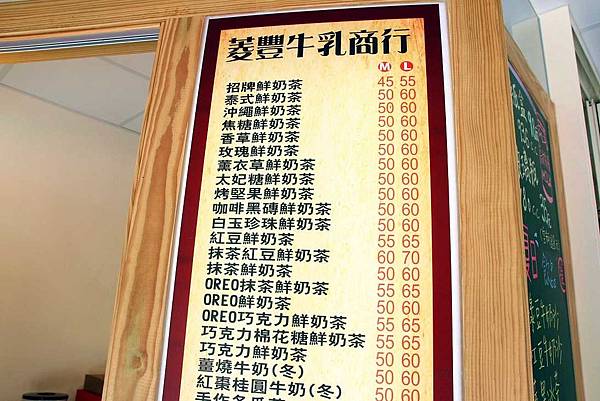 菱豐牛乳商行
M L
招牌鮮奶茶 45 55
泰式鮮奶茶 50 60
沖繩鮮奶茶 50 60
焦糖鮮奶茶 50 60
香草鮮奶茶 50 60
玫瑰鮮奶茶 50 60
薰衣草鮮奶茶 50 60
太妃糖鮮奶茶 50 60
烤堅果鮮奶茶 50 60
咖啡黑磚鮮奶茶 50 60
白玉珍珠鮮奶茶 50 60
紅豆鮮奶茶 55 65
抹茶紅豆鮮奶茶 60 70
抹茶鮮奶茶 50 60
OREO抹茶鮮奶茶 55 65
OREO鮮奶茶 50 60
OREO巧克力鮮奶茶 55 65
巧克力棉花糖鮮奶茶 55 65
巧克力鮮奶茶 50 60
薑燒牛奶(冬) 50 60
紅棗桂圓牛奶(冬) 50 60